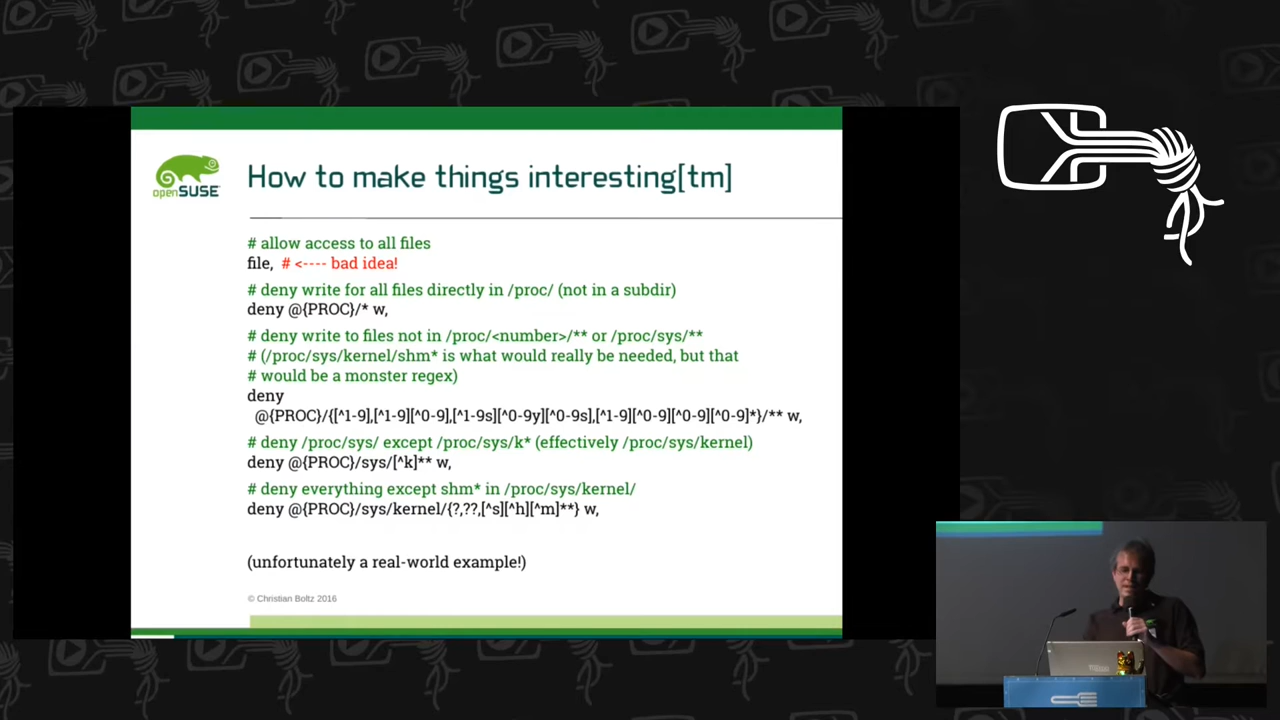 openSUSE
How to make things interesting[tm]
# allow access to all files
file, # <---- bad idea!
# deny write for all files directly in /proc/ (not in a subdir)
deny @{PROC}/* w,
# deny write to files not in /proc/<number>/** or /proc/sys/**
# (/proc/sys/kernel/shm* is what would really be needed, but that
# would be a monster regex)
deny
@{PROC}/{[^1-9],[^1-9][^0-9],[^1-9s][^0-9y][^0-9s],[^1-9][^0-9][^0-9][^0-9]*}/** w,
# deny /proc/sys/ except /proc/sys/k* (effectively /proc/sys/kernel)
deny @{PROC}/sys/[^k]** w,
# deny everything except shm* in /proc/sys/kernel/
deny @{PROC}/sys/kernel/{?,??,[^s][^h][^m]**} w,
(unfortunately a real-world example!)
© Christian Boltz 2016